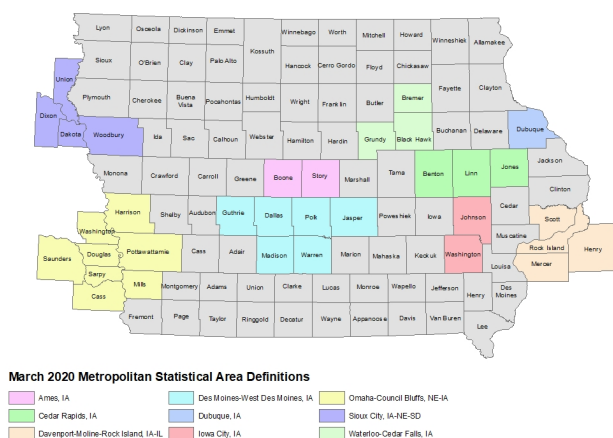 Lyon Osceola Dickinson Emmet Winnebago Worth Mitchell Howard Winneshiek Allamakee
Kossuth
Sioux O'Brien Clay Palo Alto Hancock Cerro Gordo Floyd Chickasaw
Union
Plymouth Cherokee Buena Vista Pocahontas Humboldt Wright Franklin Butler Bremer Fayette Clayton
Dixon Dakota Woodbury Ida Sac Calhoun Webster Hamilton Hardin Grundy Black Hawk Buchanan Delaware Dubuque
Monona Crawford Carroll Greene Boone Story Marshall Tama Benton Linn Jones Jackson
Clinton
Harrison Shelby Audubon Guthrie Dallas Polk Jasper Poweshiek Iowa Johnson Cedar Scott
Washington Muscatine
Saunders Douglas Pottawattamie Cass Adair Madison Warren Marion Mahaska Keokuk Washington Louisa Rock Island Henry
Sarpy Mercer
Cass Mills Montgomery Adams Union Clarke Lucas Monroe Wapello Jefferson Henry Des Moines
Fremont Page Taylor Ringgold Decatur Wayne Appanoose Davis Van Buren Lee
March 2020 Metropolitan Statistical Area Definitions
Ames, IA Des Moines-West Des Moines, IA Omaha-Council Bluffs, NE-IA
Cedar Rapids, IA Dubuque, IA Sioux City, IA-NE-SD
Davenport-Moline-Rock Island, IA-IL Iowa City, IA Waterloo-Cedar Falls, IA